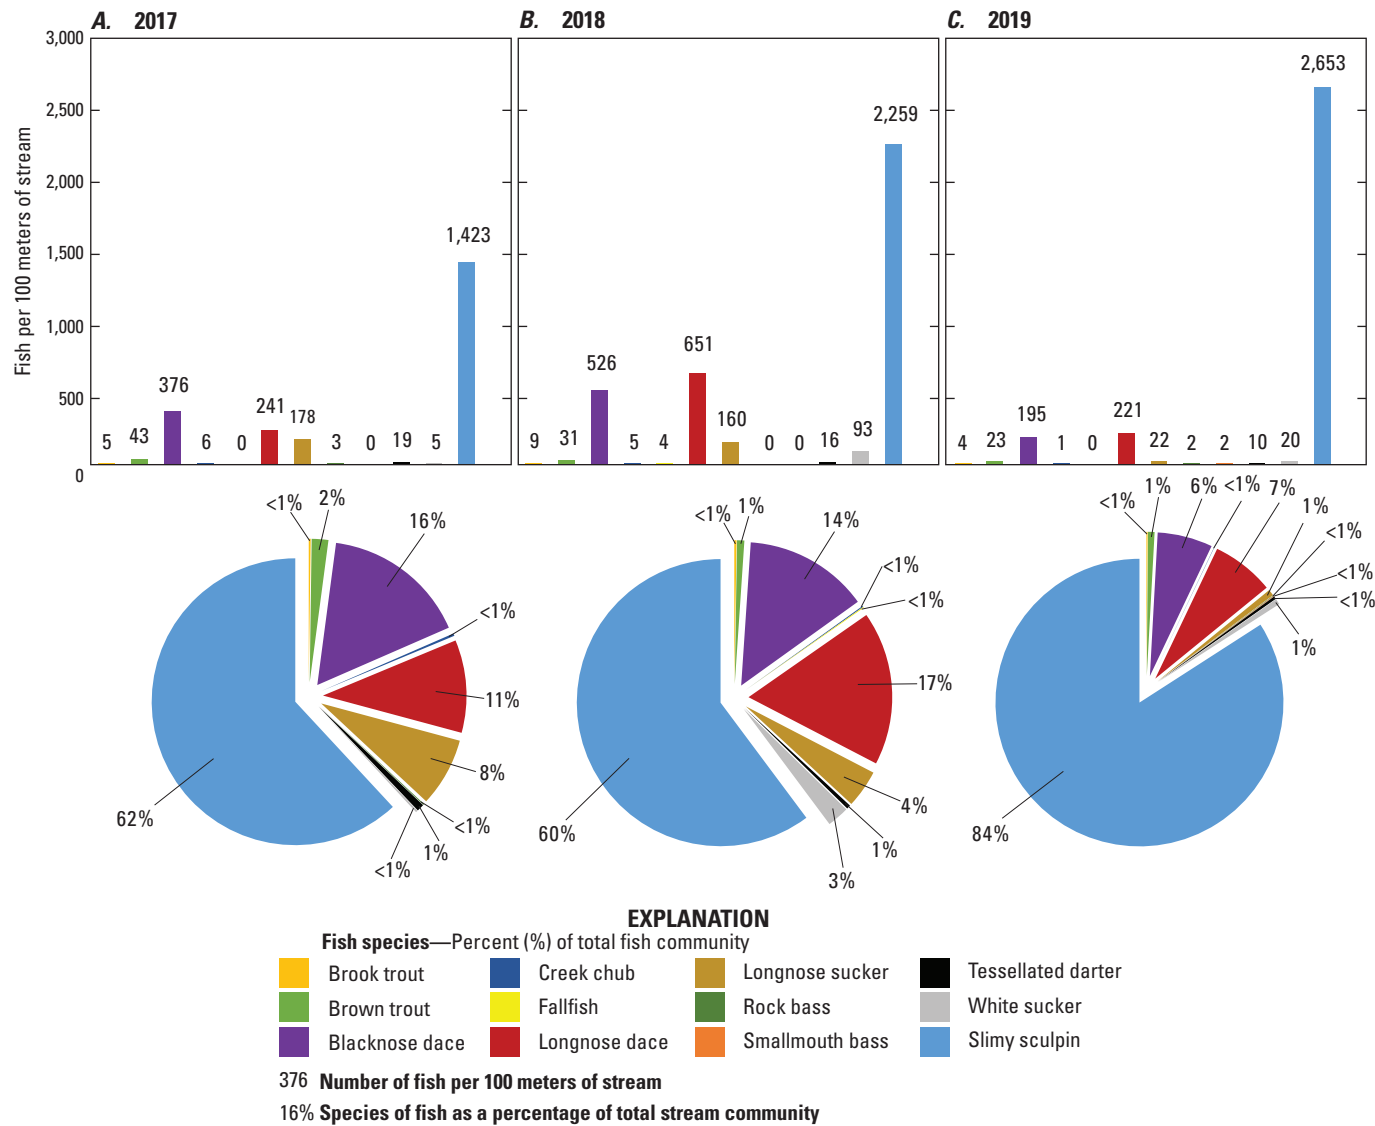 A. 2017
B. 2018
C. 2019
Fish per 100 meters of stream
3,000
2,500
2,000
1,500
1,000
500
0
5 43 376 6 0 241 178 3 0 19 5 1,423
9 31 526 5 4 651 160 0 0 16 93 2,259
4 23 195 1 0 221 22 2 2 10 20 2,653
<1% 2% 16% <1% 11% 8% <1% 1% <1% 62%
<1% 1% 14% <1% <1% 17% 4% 1% 3% 60%
<1% 1% 6% <1% 7% 1% <1% <1% <1% 1% 84%
EXPLANATION
Fish species—Percent (%) of total fish community
Brook trout
Brown trout
Blacknose dace
Creek chub
Fallfish
Longnose dace
Longnose sucker
Rock bass
Smallmouth bass
Tessellated darter
White sucker
Slimy sculpin
376 Number of fish per 100 meters of stream
16% Species of fish as a percentage of total stream community